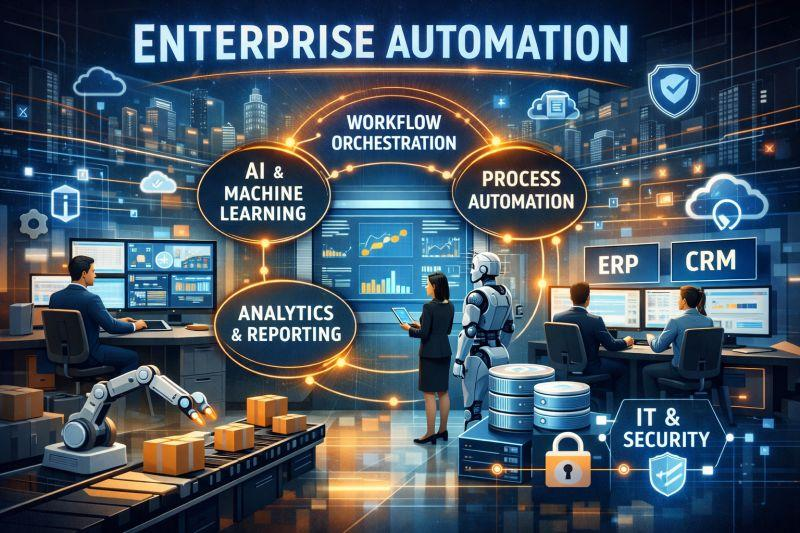 ENTERPRISE AUTOMATION
WORKFLOW
ORCHESTRATION
AI &
MACHINE
LEARNING
PROCESS
AUTOMATION
ERP
CRM
ANALYTICS
& REPORTING
IT &
SECURITY